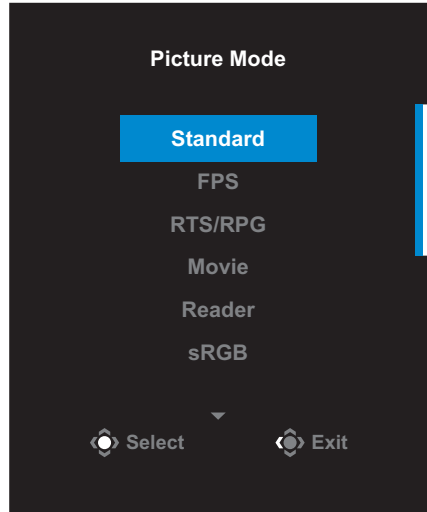 Picture Mode
Standard
FPS
RTS/RPG
Movie
Reader
sRGB
Select Exit